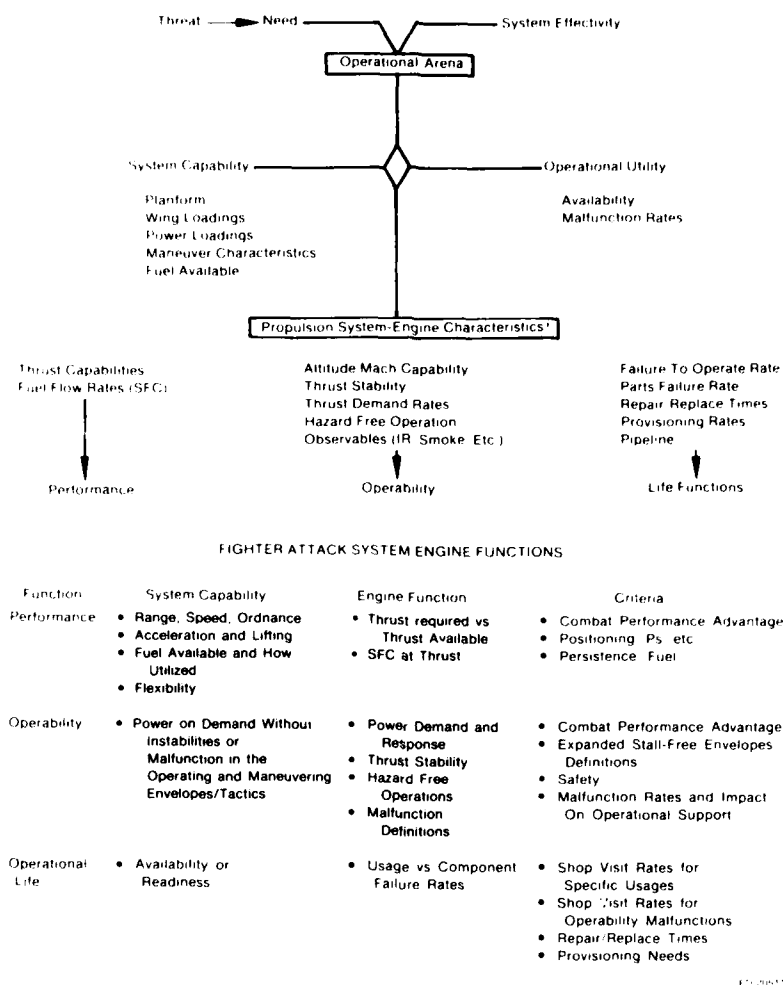 Threat Need System Effectivity
Operational Arena
System Capability Operational Utility
Planform
Wing Loadings
Power Loadings
Maneuver Characteristics
Fuel Available
Availability
Malfunction Rates
Propulsion System-Engine Characteristics'
Thrust Capabilities
Fuel Flow Rates (SFC)
Performance
Altitude Mach Capability
Thrust Stability
Thrust Demand Rates
Hazard Free Operation
Observables (IR Smoke Etc )
Operability
Failure To Operate Rate
Parts Failure Rate
Repair Replace Times
Provisioning Rates
Pipeline
Life Functions
FIGHTER ATTACK SYSTEM ENGINE FUNCTIONS
Function System Capability Engine Function Criteria
Performance
• Range, Speed, Ordnance
• Acceleration and Lifting
• Fuel Available and How
Utilized
• Flexibility
• Thrust required vs
Thrust Available
• SFC at Thrust
• Combat Performance Advantage
• Positioning Ps etc
• Persistence Fuel
Operability
• Power on Demand Without
Instabilities or
Malfunction in the
Operating and Maneuvering
Envelopes/Tactics
• Power Demand and
Response
• Thrust Stability
• Hazard Free
Operations
• Malfunction
Definitions
• Combat Performance Advantage
• Expanded Stall-Free Envelopes
Definitions
• Safety
• Malfunction Rates and Impact
On Operational Support
Operational
Life
• Availability or
Readiness
• Usage vs Component
Failure Rates
• Shop Visit Rates for
Specific Usages
• Shop Visit Rates for
Operability Malfunctions
• Repair/Replace Times
• Provisioning Needs